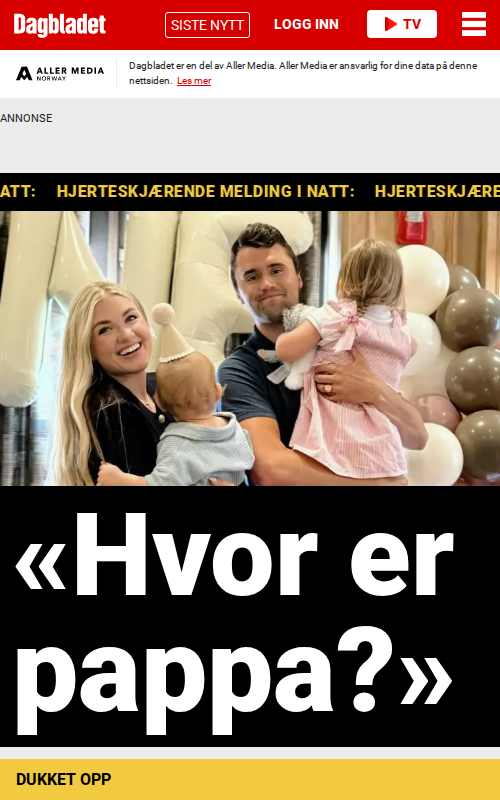 Dagbladet
SISTE NYTT
LOGG INN
TV
ALLER MEDIA
NORWAY
Dagbladet er en del av Aller Media. Aller Media er ansvarlig for dine data på denne
nettsiden. Les mer
ANNONSE
ATT: HJERTESKJÆRENDE MELDING I NATT: HJERTESKJÆRE
«Hvor er
pappa?»
DUKKET OPP